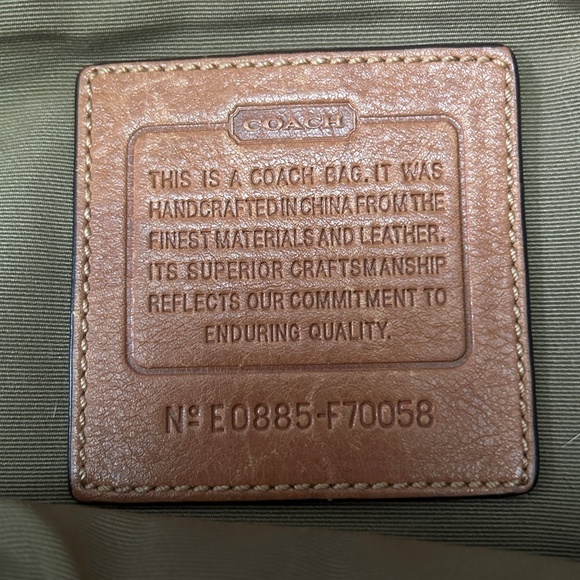 COACH
THIS IS A COACH BAG. IT WAS
HANDCRAFTED IN CHINA FROM THE
FINEST MATERIALS AND LEATHER.
ITS SUPERIOR CRAFTSMANSHIP
REFLECTS OUR COMMITMENT TO
ENDURING QUALITY.
Nº E0885-F70058